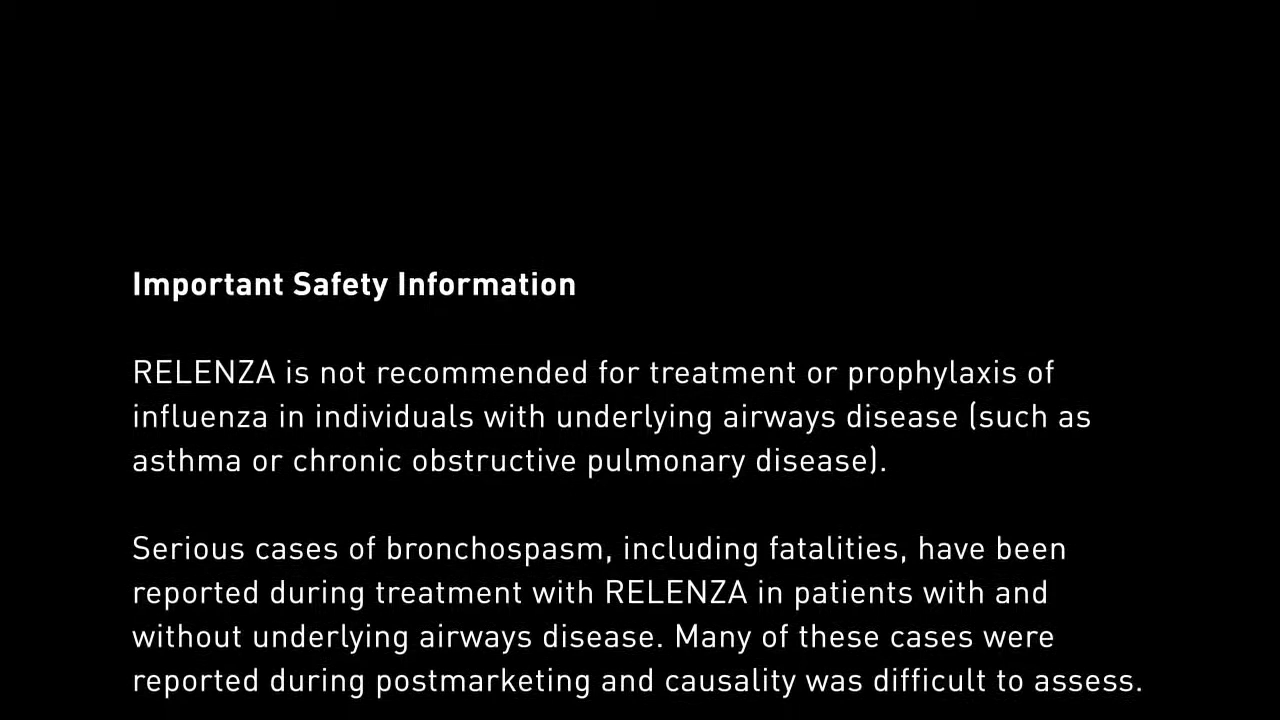 Important Safety Information
RELENZA is not recommended for treatment or prophylaxis of
influenza in individuals with underlying airways disease (such as
asthma or chronic obstructive pulmonary disease).
Serious cases of bronchospasm, including fatalities, have been
reported during treatment with RELENZA in patients with and
without underlying airways disease. Many of these cases were
reported during postmarketing and causality was difficult to assess.